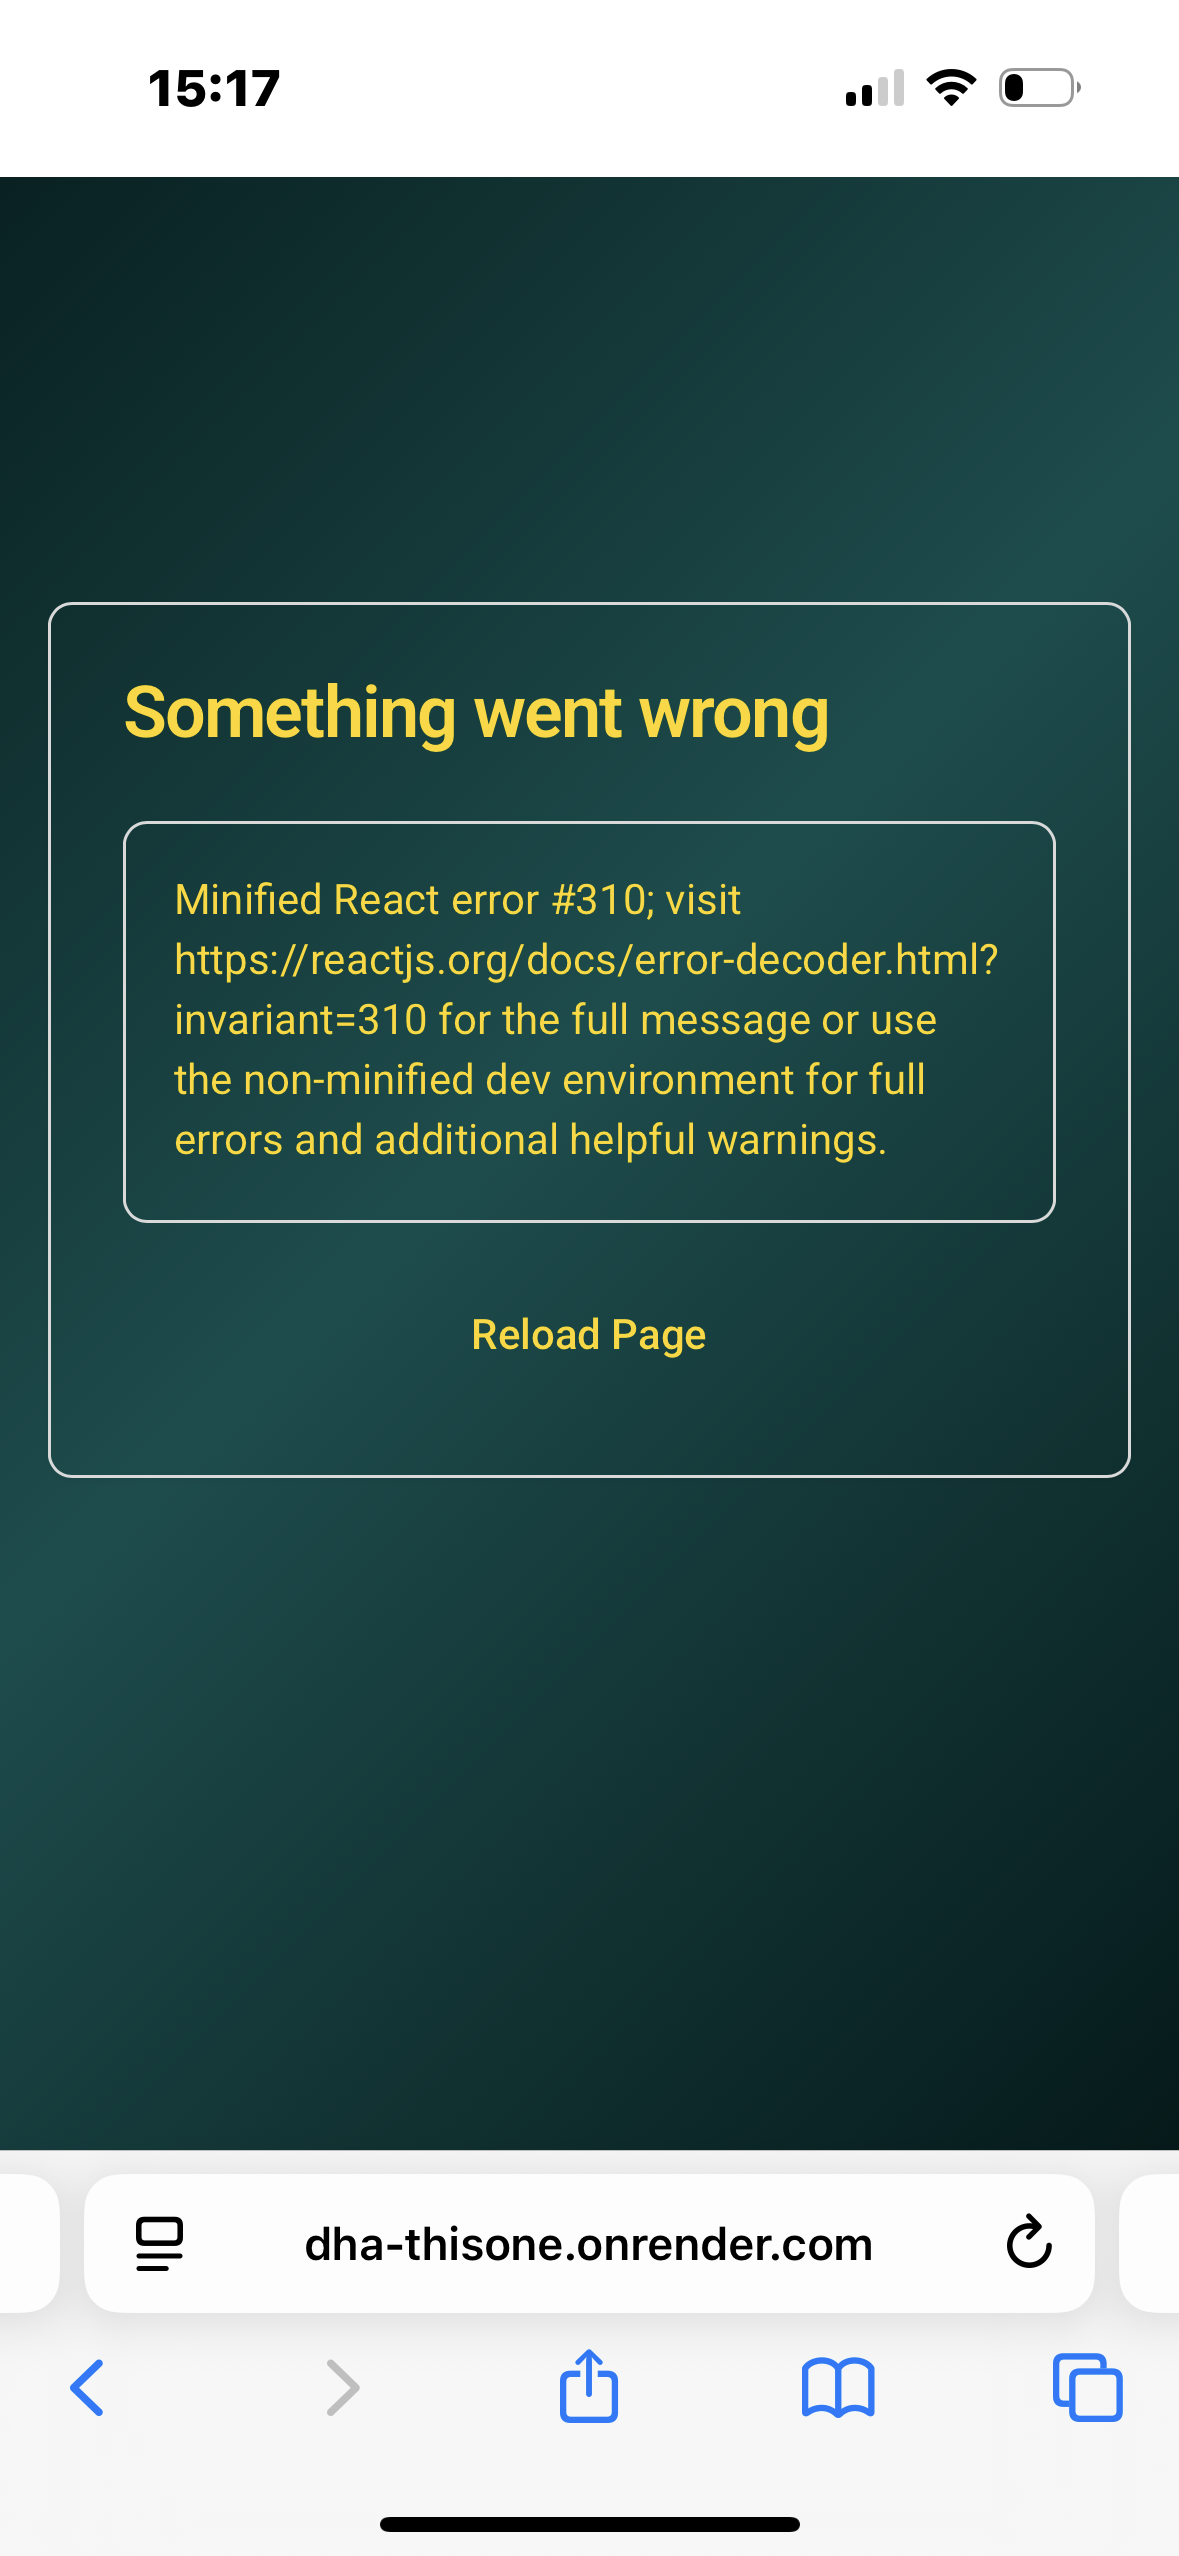 15:17
Something went wrong
Minified React error #310; visit
https://reactjs.org/docs/error-decoder.html?
invariant=310 for the full message or use
the non-minified dev environment for full
errors and additional helpful warnings.
Reload Page
dha-thisone.onrender.com